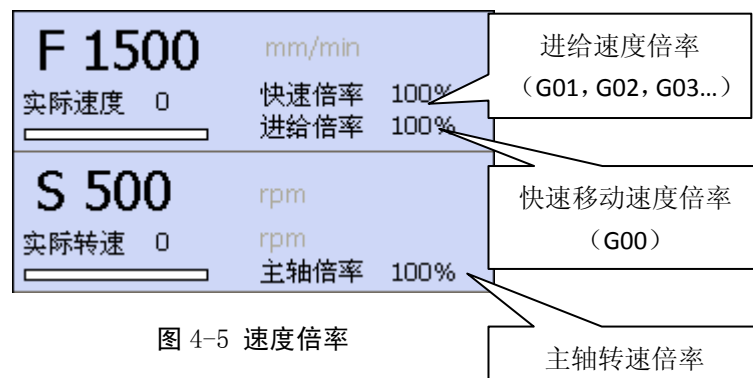 F 1500 mm/min
实际速度 0 快速倍率 100%
进给倍率 100%
S 500 rpm
实际转速 0 rpm
主轴倍率 100%
进给速度倍率
（G01，G02，G03…）
快速移动速度倍率
（G00）
主轴转速倍率
图 4-5 速度倍率